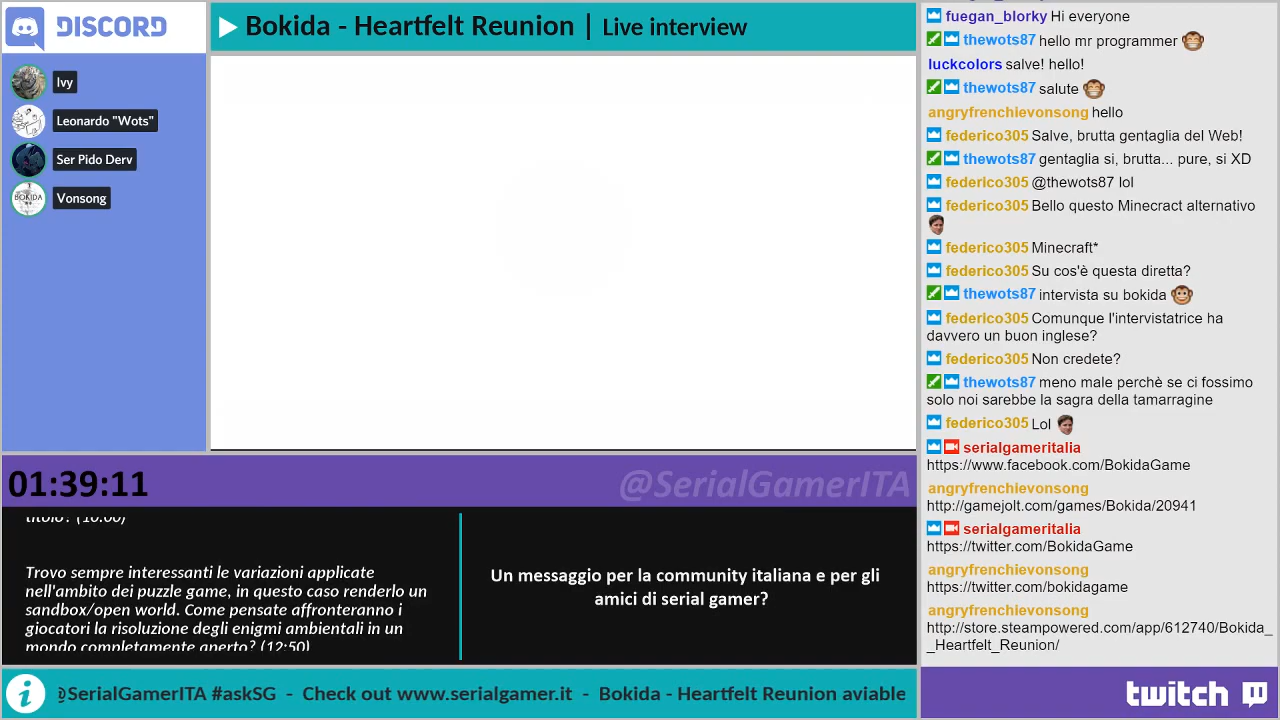 DISCORD
Ivy
Leonardo "Wots"
Ser Pido Derv
BOKIDA
Vonsong
Bokida - Heartfelt Reunion | Live interview
fuegan_blorky Hi everyone
thewots87 hello mr programmer
luckcolors salve! hello!
thewots87 salute
angryfrenchievonsong hello
federico305 Salve, brutta gentaglia del Web!
thewots87 gentaglia si, brutta... pure, si XD
federico305 @thewots87 lol
federico305 Bello questo Minecract alternativo
federico305 Minecraft*
federico305 Su cos'è questa diretta?
thewots87 intervista su bokida
federico305 Comunque l'intervistatrice ha
davvero un buon inglese?
federico305 Non credete?
thewots87 meno male perchè se ci fossimo
solo noi sarebbe la sagra della tamarragine
federico305 Lol
serialgameritalia
https://www.facebook.com/BokidaGame
angryfrenchievonsong
http://gamejolt.com/games/Bokida/20941
serialgameritalia
https://twitter.com/BokidaGame
angryfrenchievonsong
https://twitter.com/bokidagame
angryfrenchievonsong
http://store.steampowered.com/app/612740/Bokida_
_Heartfelt_Reunion/
01:39:11
@SerialGamerITA
titolo? (10:00)
Trovo sempre interessanti le variazioni applicate
nell'ambito dei puzzle game, in questo caso renderlo un
sandbox/open world. Come pensate affronteranno i
giocatori la risoluzione degli enigmi ambientali in un
mondo completamente aperto? (12:50)
Un messaggio per la community italiana e per gli
amici di serial gamer?
@SerialGamerITA #askSG - Check out www.serialgamer.it - Bokida - Heartfelt Reunion aviable
twitch